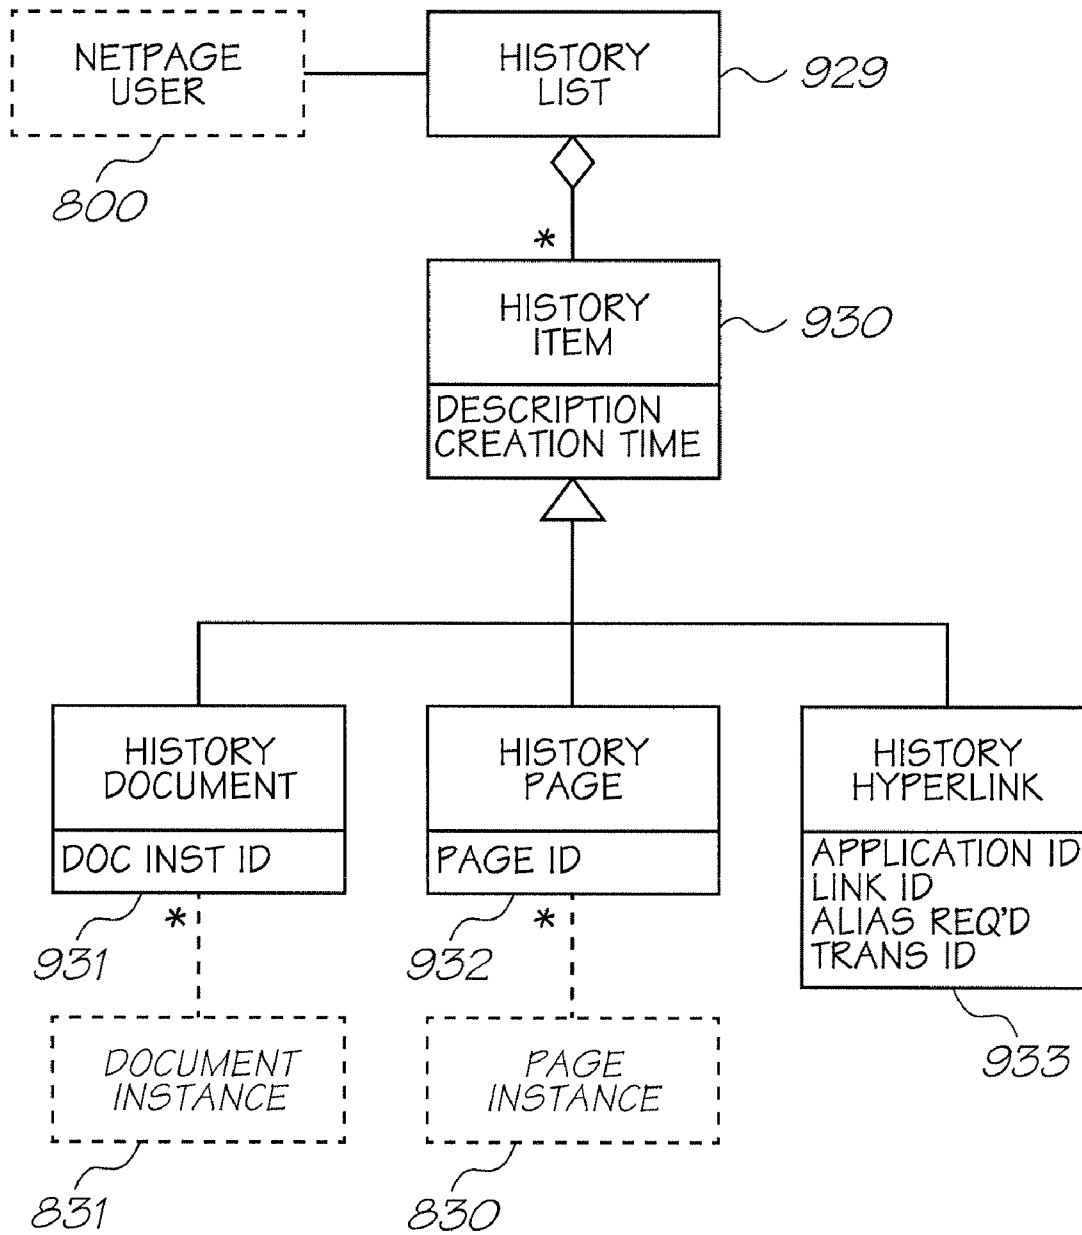 NETPAGE
USER
800
HISTORY
LIST
929
*
HISTORY
ITEM
930
DESCRIPTION
CREATION TIME
HISTORY
DOCUMENT
DOC INST ID
931
*
HISTORY
PAGE
PAGE ID
932
*
HISTORY
HYPERLINK
APPLICATION ID
LINK ID
ALIAS REQ'D
TRANS ID
933
DOCUMENT
INSTANCE
831
PAGE
INSTANCE
830